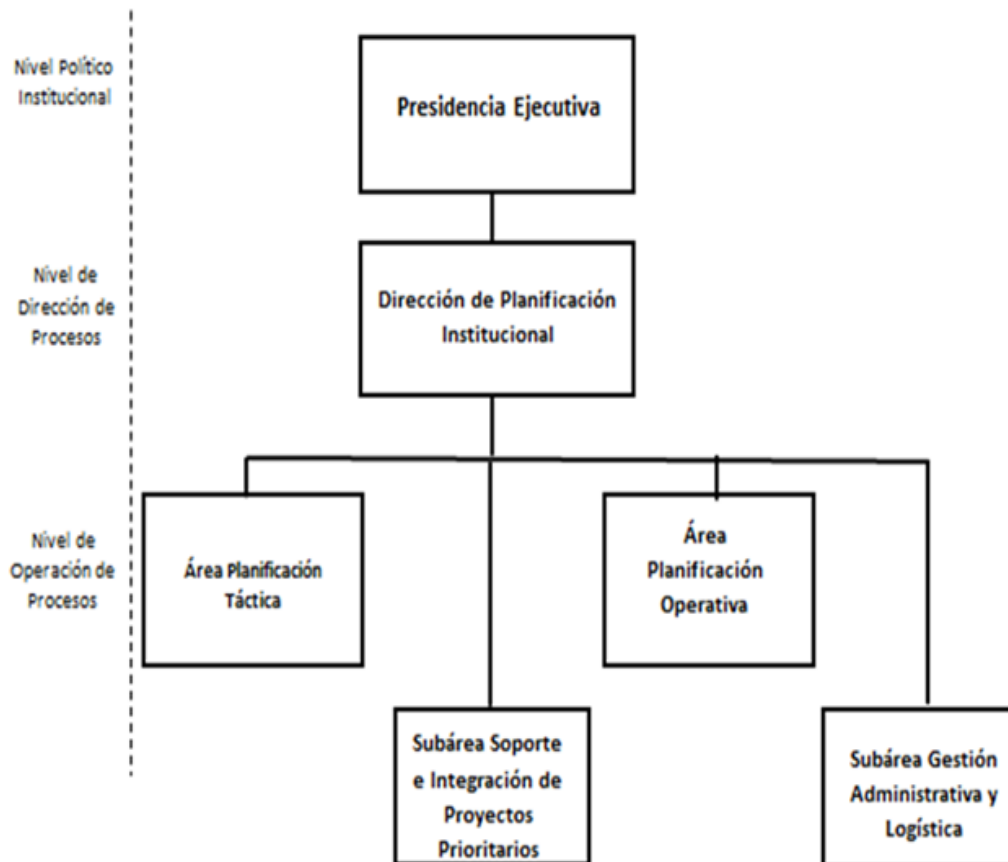 Nivel Político
Institucional
Presidencia Ejecutiva
Nivel de
Dirección de
Procesos
Dirección de Planificación
Institucional
Nivel de
Operación de
Procesos
Área Planificación
Táctica
Área
Planificación
Operativa
Subárea Soporte
e Integración de
Proyectos
Prioritarios
Subárea Gestión
Administrativa y
Logística